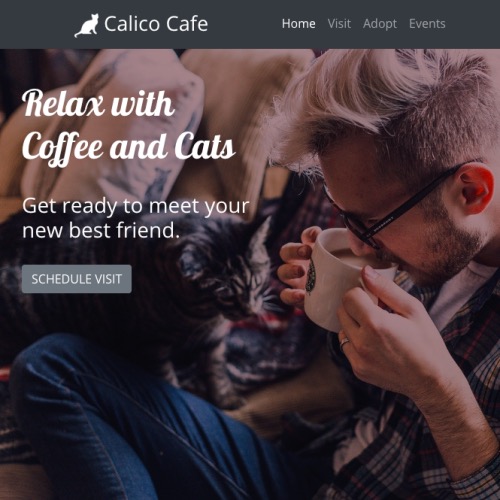 Calico Cafe
Home Visit Adopt Events
Relax with
Coffee and Cats
Get ready to meet your
new best friend.
SCHEDULE VISIT